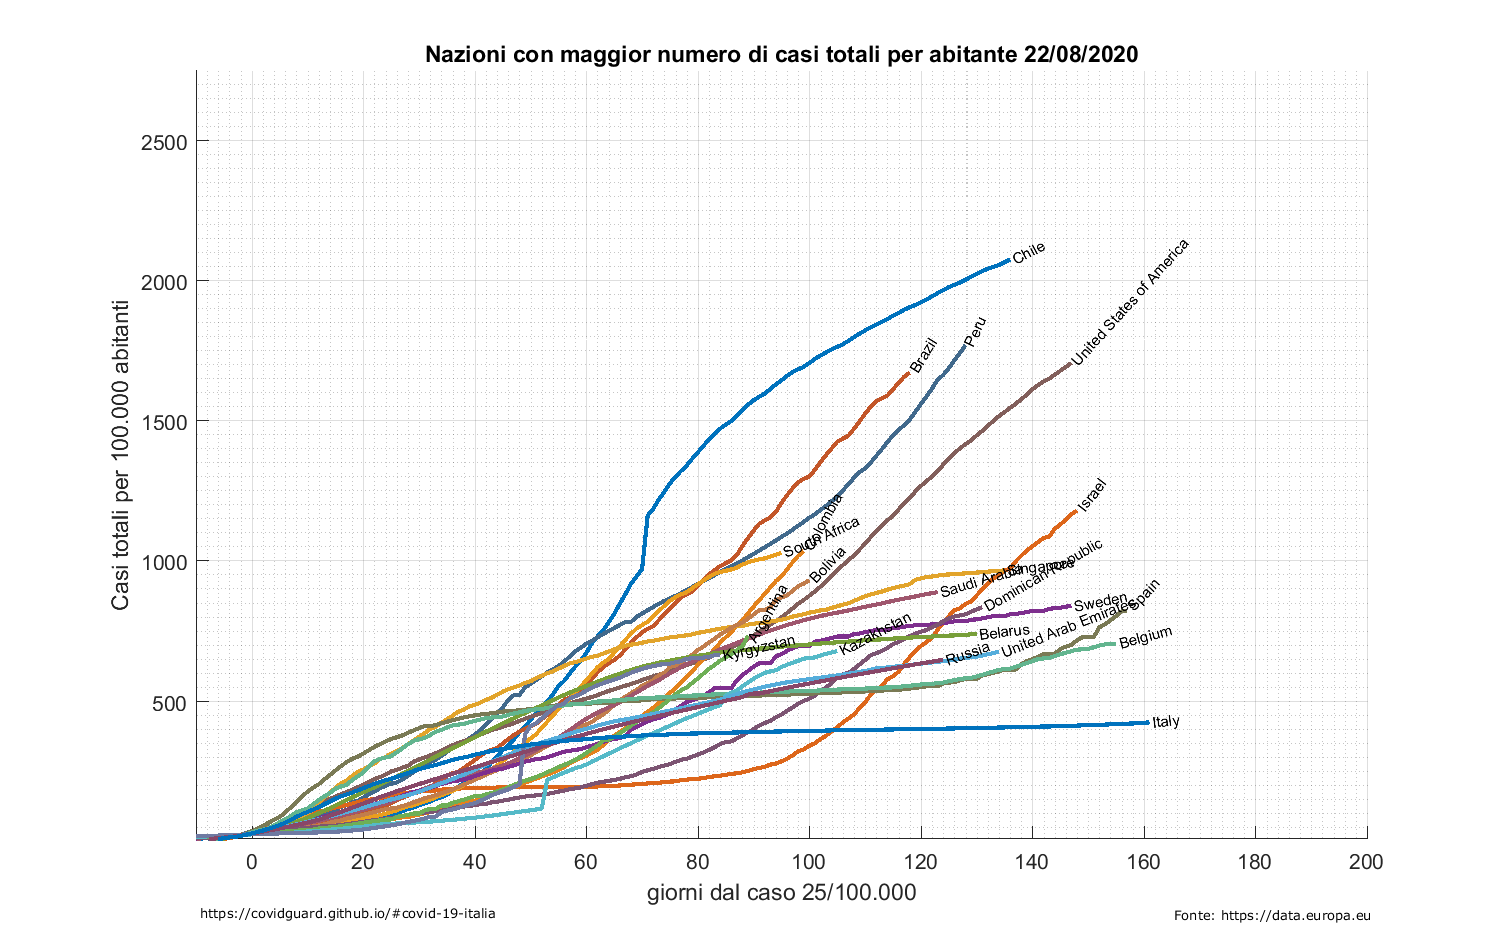 Nazioni con maggior numero di casi totali per abitante 22/08/2020
Casi totali per 100.000 abitanti
2500
2000
1500
1000
500
Chile
United States of America
Peru
Brazil
Israel
Colombia
South Africa
Bolivia
Singapore
Saudi Arabia
Dominican Republic
Argentina
Sweden
Spain
United Arab Emirates
Belarus
Kazakhstan
Kyrgyzstan
Russia
Belgium
Italy
0 20 40 60 80 100 120 140 160 180 200
giorni dal caso 25/100.000
https://covidguard.github.io/#covid-19-italia
Fonte: https://data.europa.eu